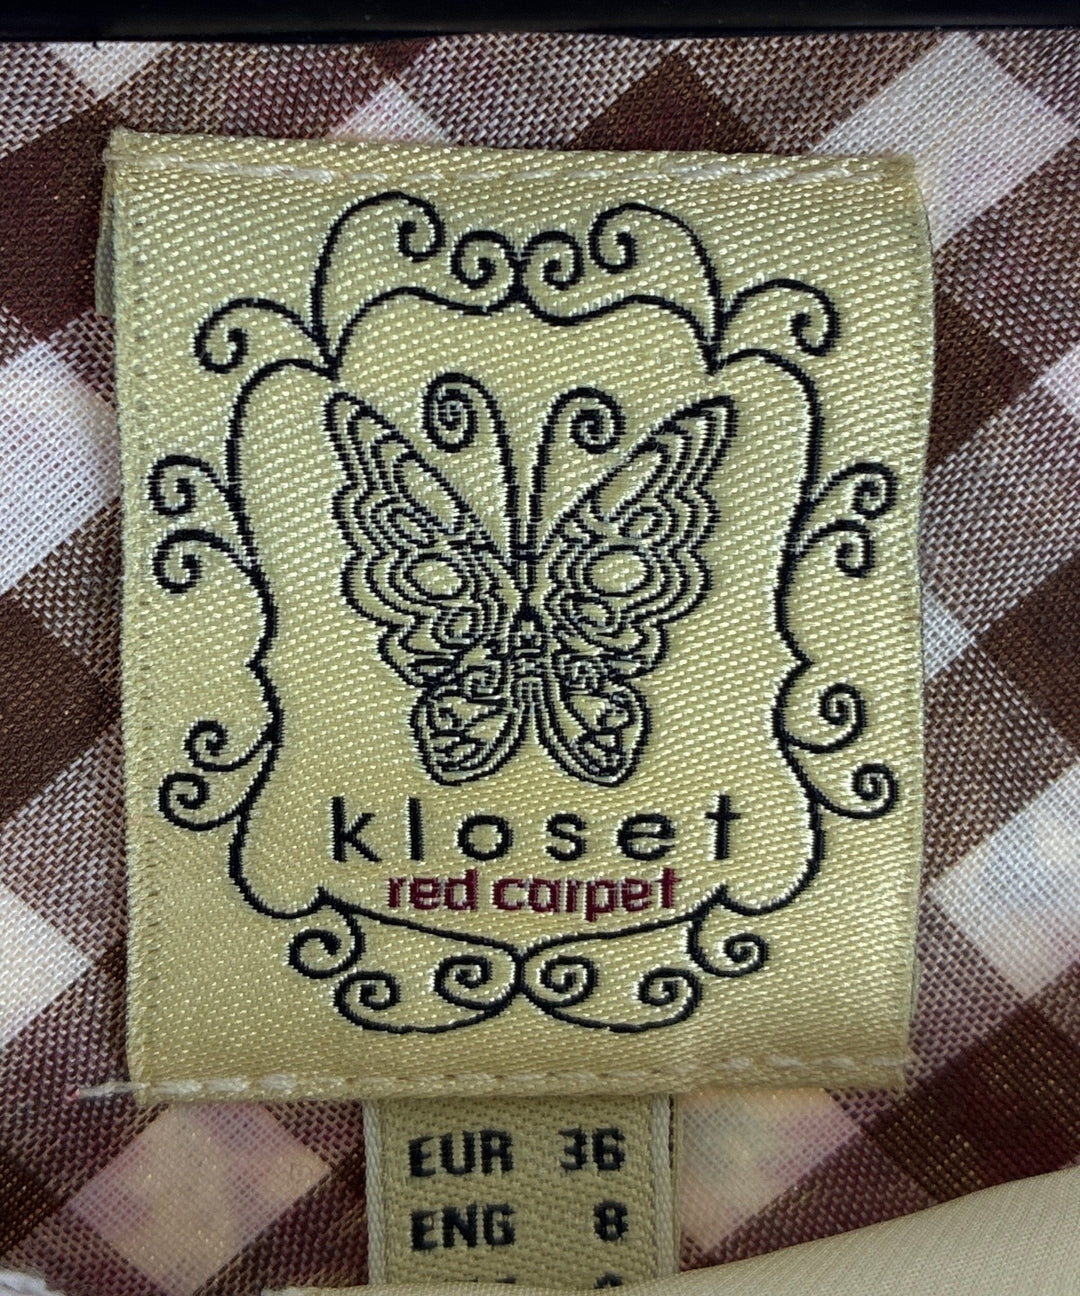 kloset
red carpet
EUR 36
ENG 8